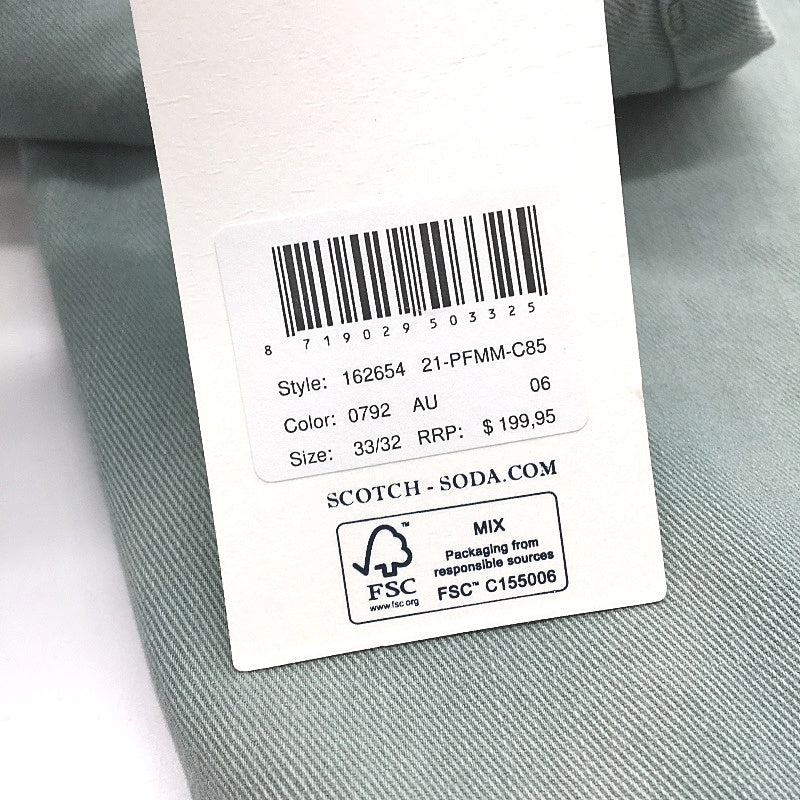 8 719029 503325
Style: 162654 21-PFMM-C85
Color: 0792 AU 06
Size: 33/32 RRP: $ 199,95
SCOTCH - SODA.COM
FSC™
www.fsc.org
MIX
Packaging from
responsible sources
FSC™ C155006